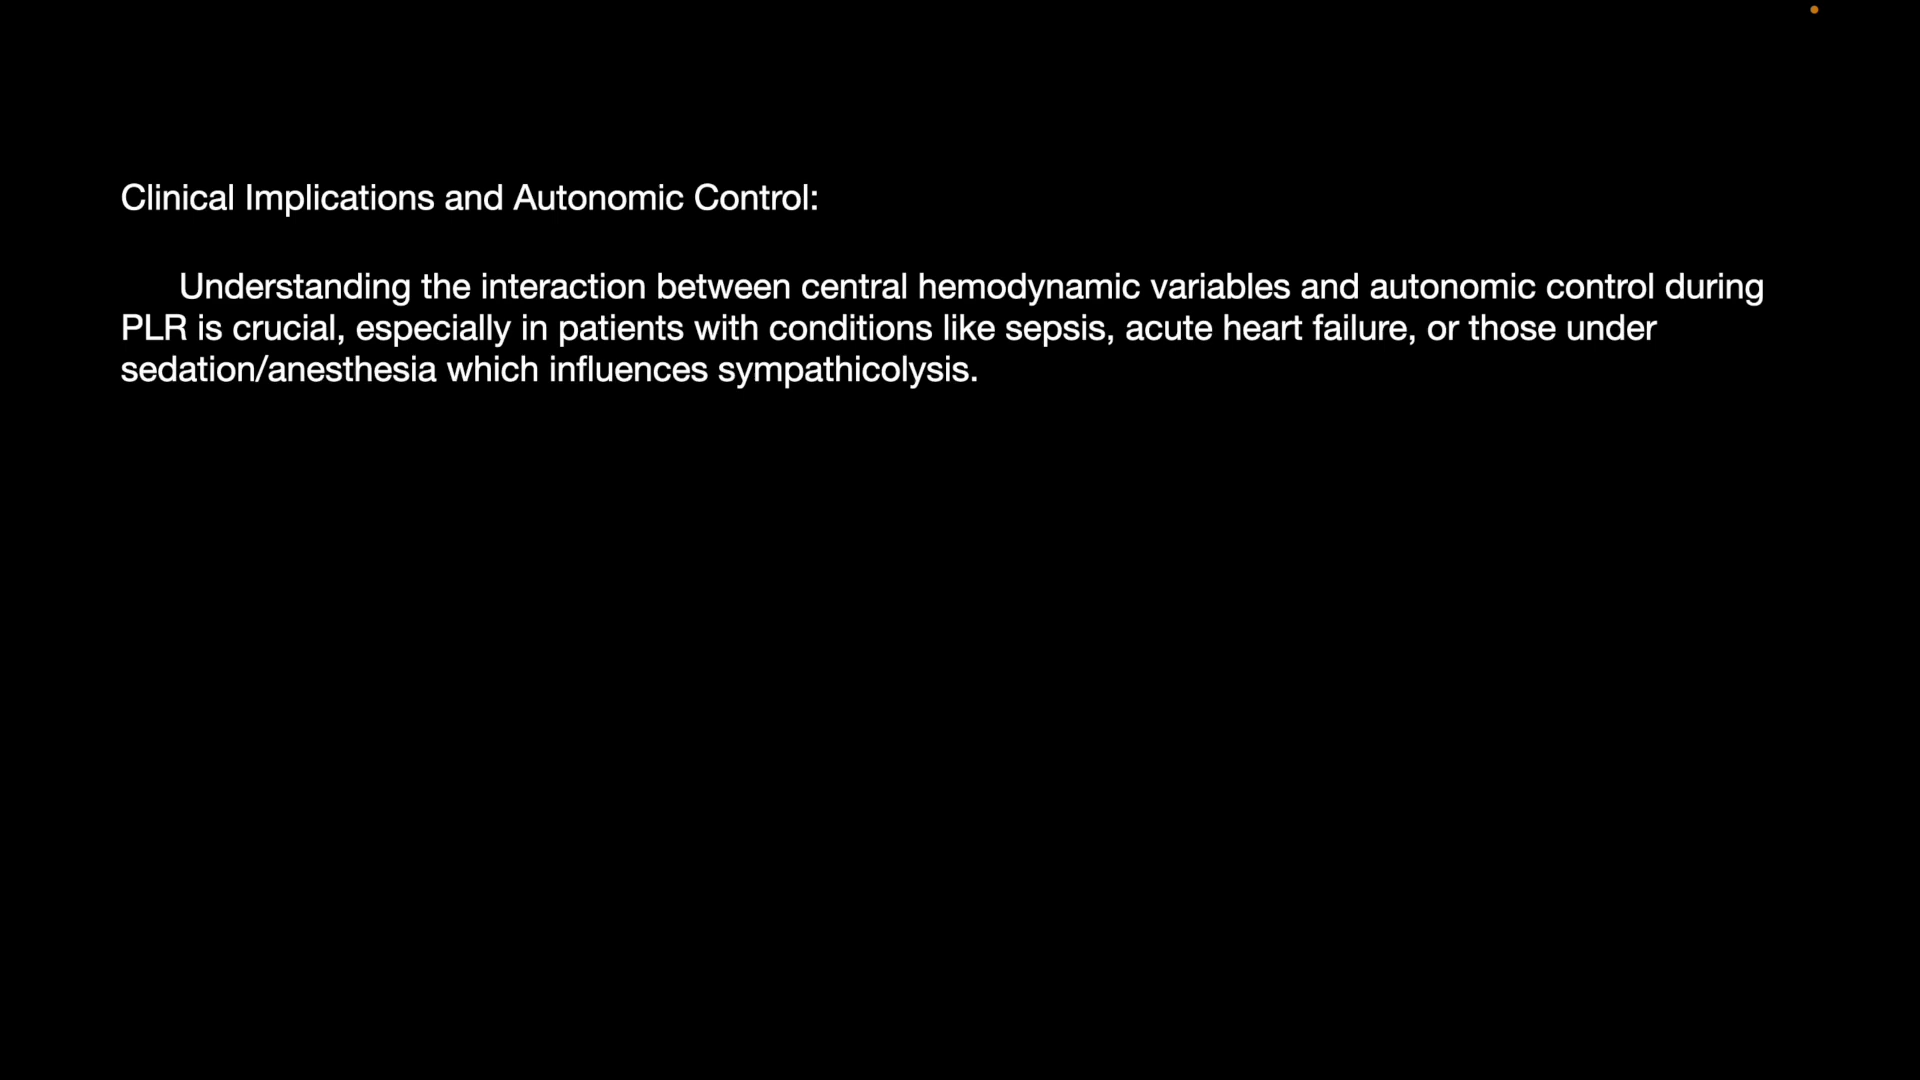 Clinical Implications and Autonomic Control:
Understanding the interaction between central hemodynamic variables and autonomic control during
PLR is crucial, especially in patients with conditions like sepsis, acute heart failure, or those under
sedation/anesthesia which influences sympathicolysis.